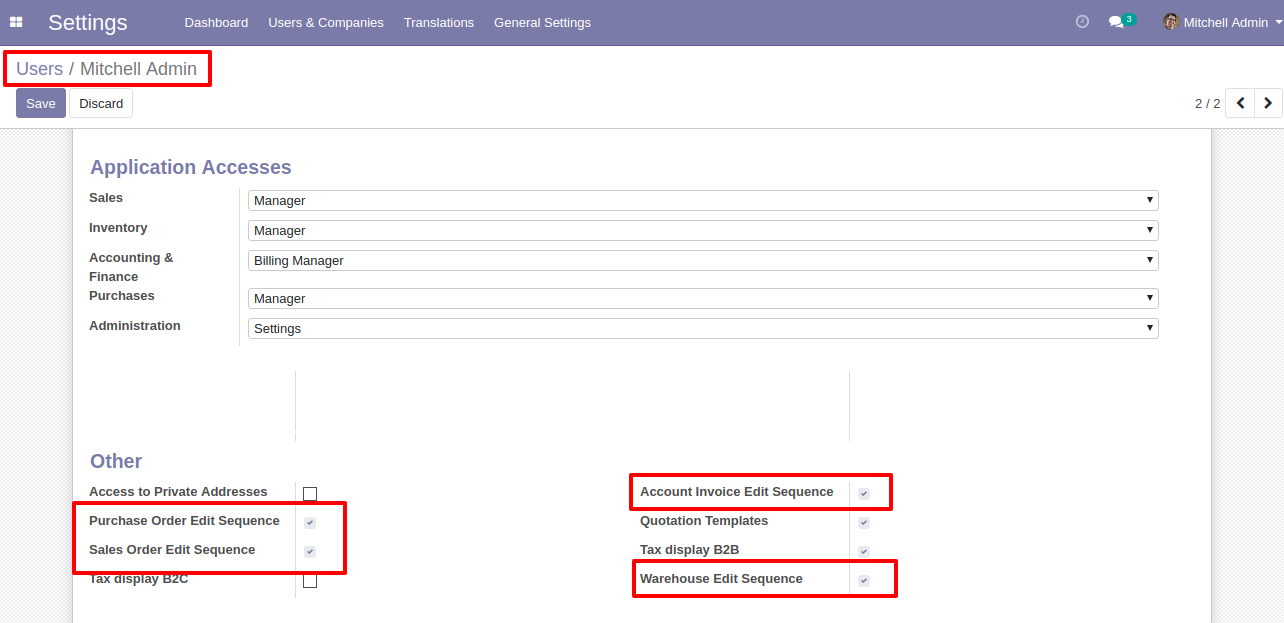 Settings Dashboard Users & Companies Translations General Settings 3 Mitchell Admin
Users / Mitchell Admin
Save Discard 2 / 2
Application Accesses
Sales Manager
Inventory Manager
Accounting & Billing Manager
Finance
Purchases Manager
Administration Settings
Other
Access to Private Addresses Account Invoice Edit Sequence
Purchase Order Edit Sequence Quotation Templates
Sales Order Edit Sequence Tax display B2B
Tax display B2C Warehouse Edit Sequence